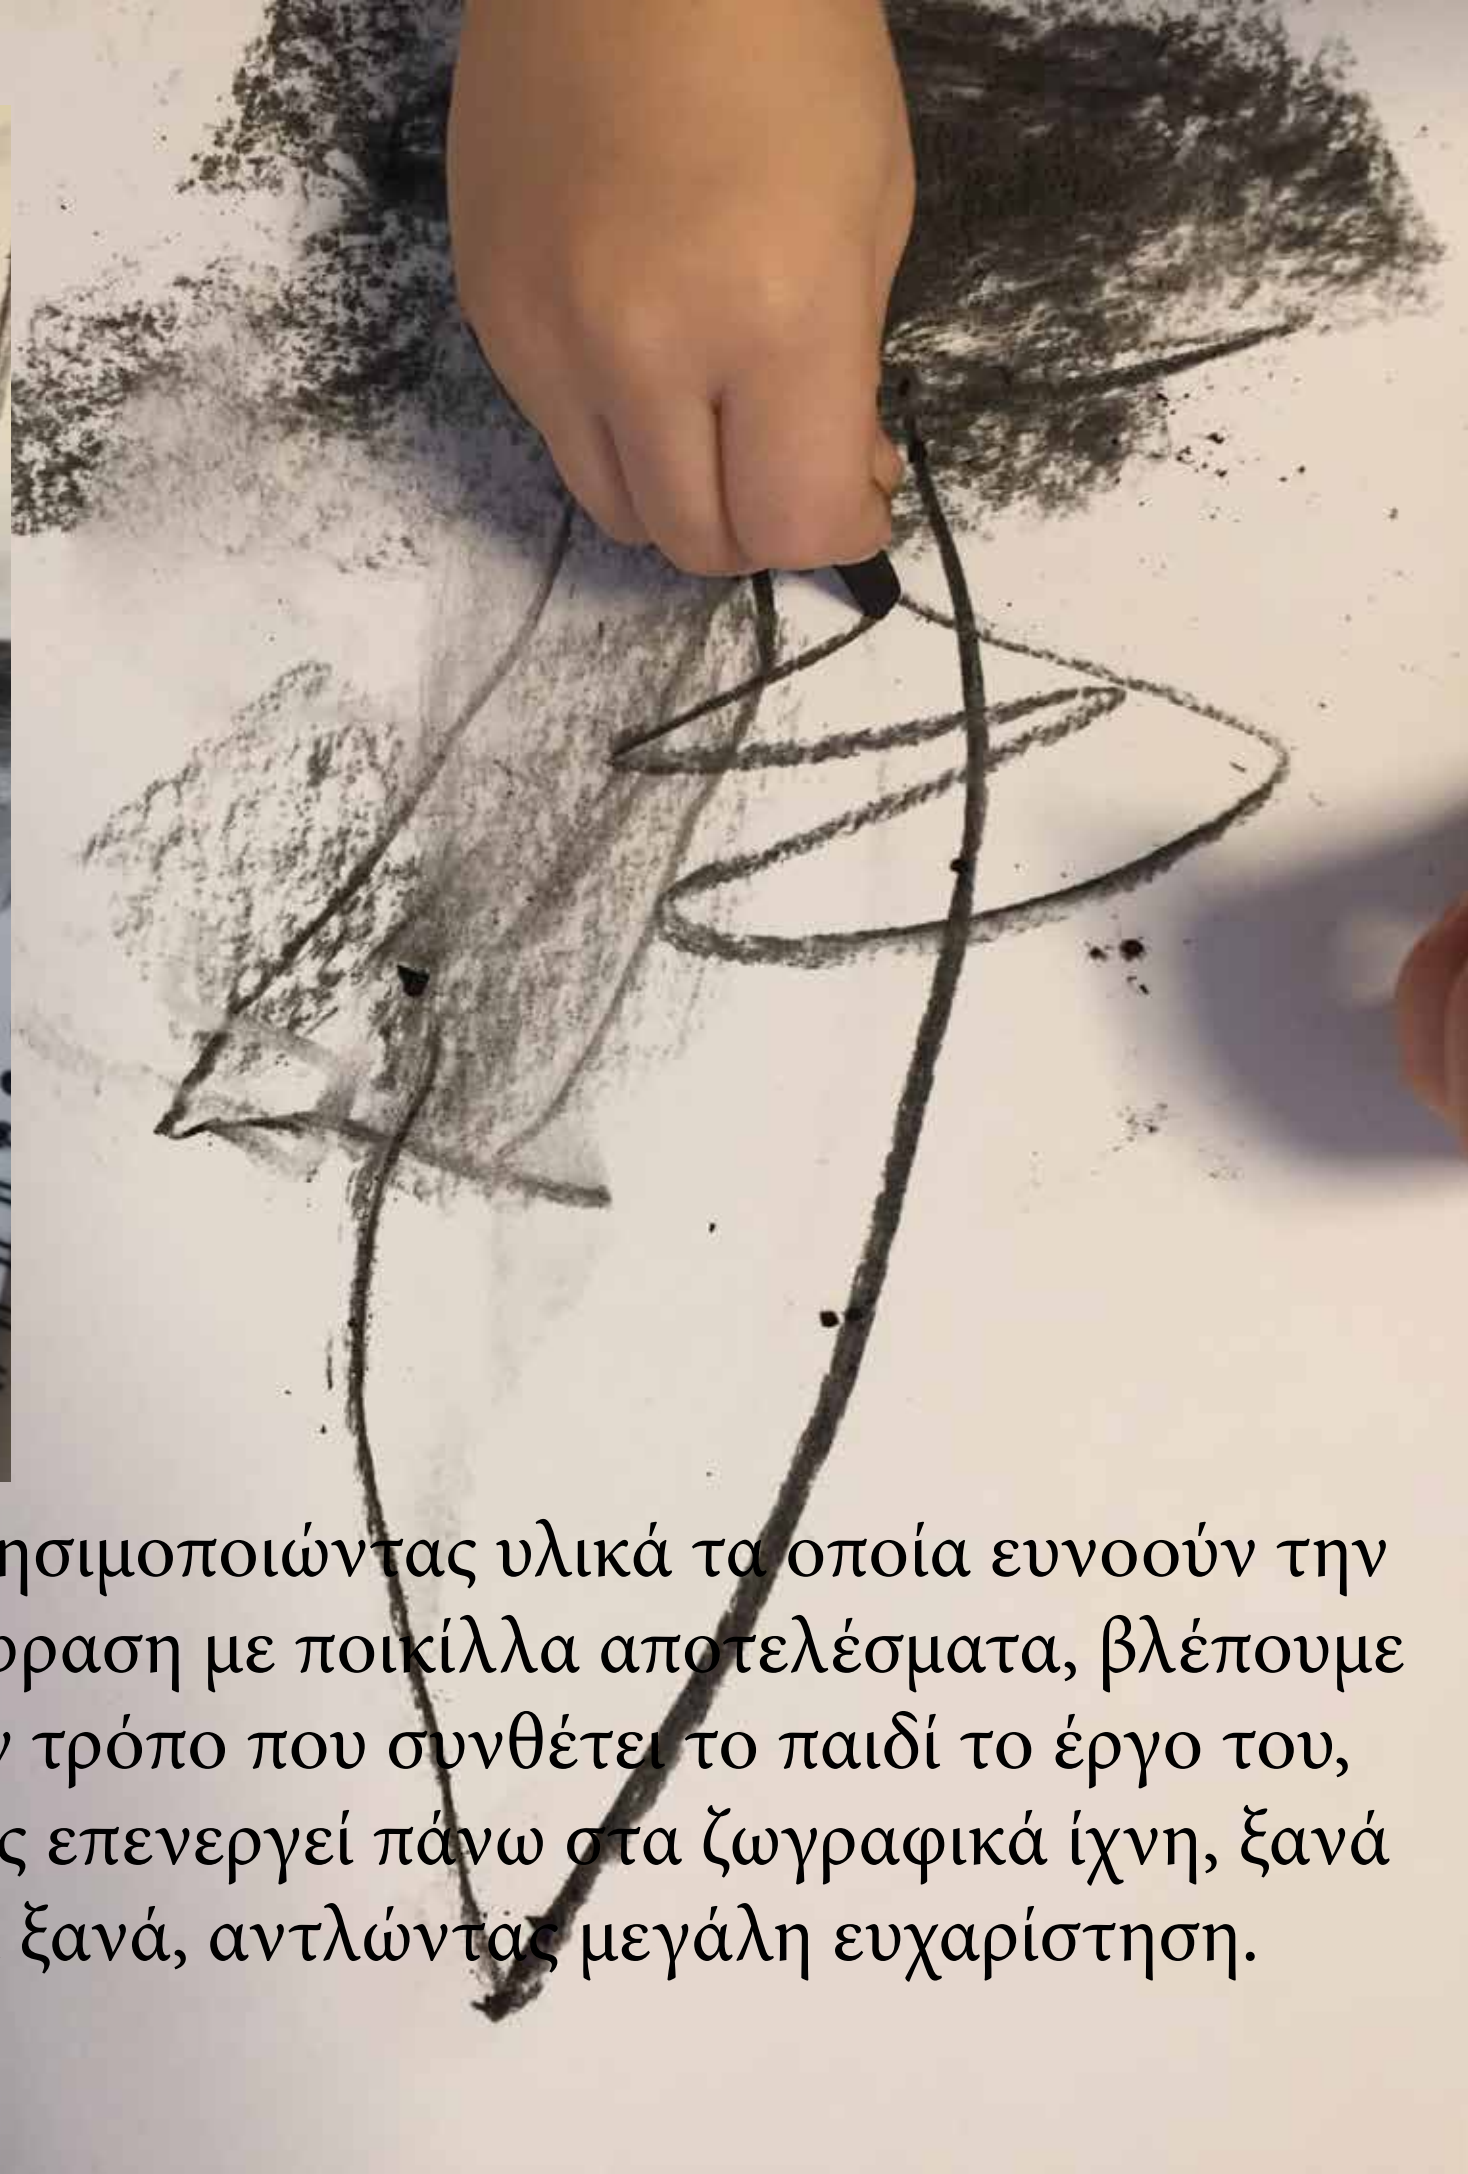 ησιμοποιώντας υλικά τα οποία ευνοούν την
φραση με ποικίλλα αποτελέσματα, βλέπουμε
ν τρόπο που συνθέτει το παιδί το έργο του,
ς επενεργεί πάνω στα ζωγραφικά ίχνη, ξανά
ξανά, αντλώντας μεγάλη ευχαρίστηση.